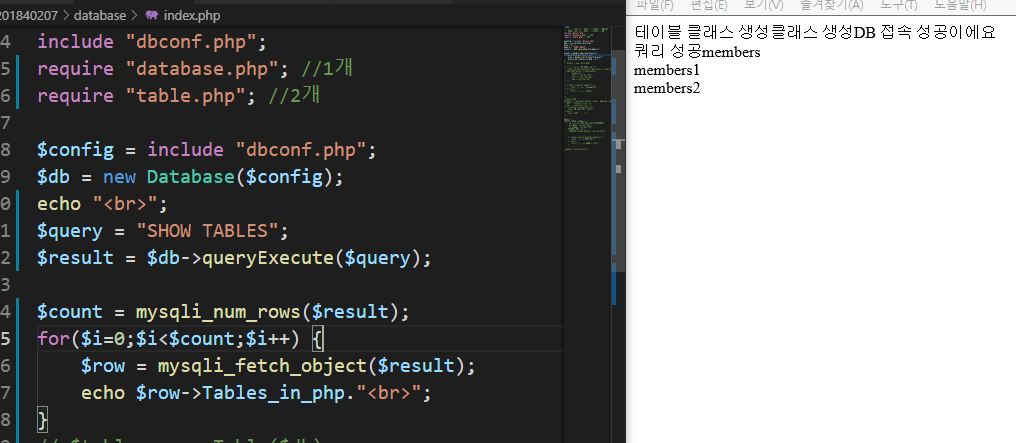 201840207 > database > index.php
4 include "dbconf.php";
5 require "database.php"; //1개
6 require "table.php"; //2개
7
8 $config = include "dbconf.php";
9 $db = new Database($config);
0 echo "<br>";
1 $query = "SHOW TABLES";
2 $result = $db->queryExecute($query);
3
4 $count = mysqli_num_rows($result);
5 for($i=0;$i<$count;$i++) {
6 $row = mysqli_fetch_object($result);
7 echo $row->Tables_in_php."<br>";
8 }
파일(F) 편집(E) 보기(V) 즐겨찾기(A) 도구(T) 도움말(H)
테이블 클래스 생성클래스 생성DB 접속 성공이에요
쿼리 성공members
members1
members2